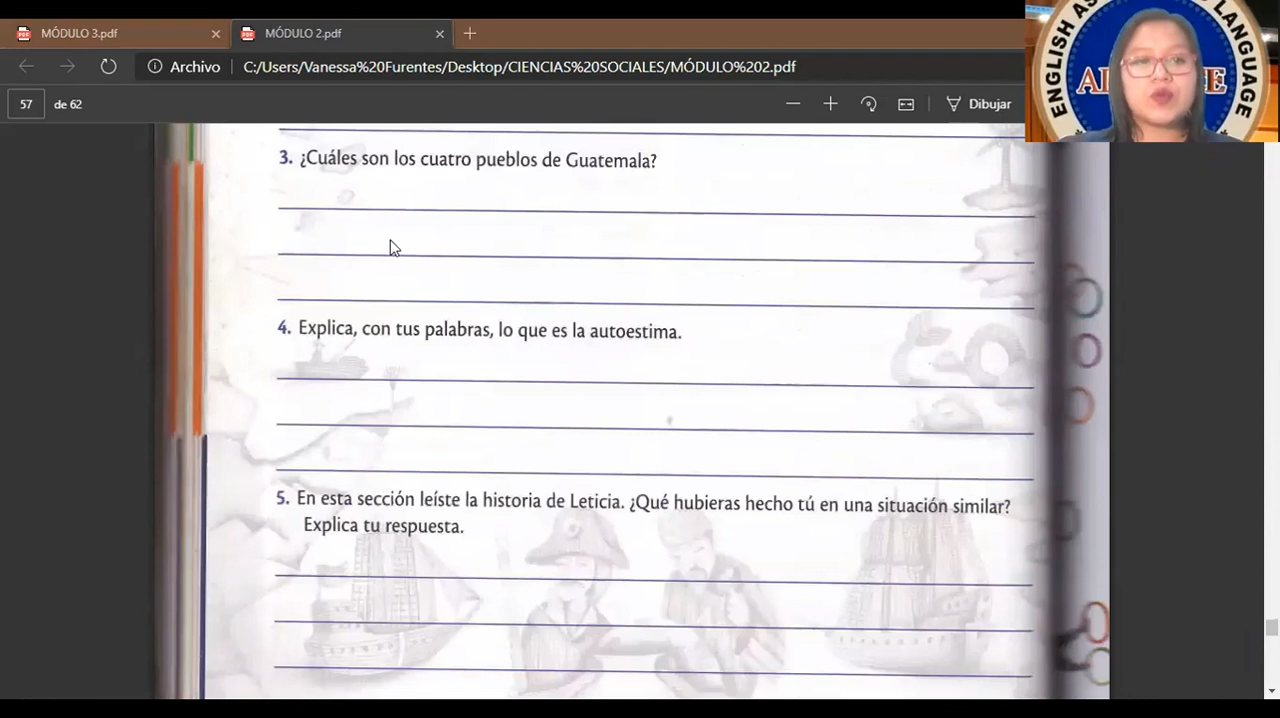 MÓDULO 3.pdf
MÓDULO 2.pdf
Archivo
C:/Users/Vanessa%20Furentes/Desktop/CIENCIAS%20SOCIALES/MÓDULO%202.pdf
57 de 62
Dibujar
ENGLISH AS
LANGUAGE
3. ¿Cuáles son los cuatro pueblos de Guatemala?
4. Explica, con tus palabras, lo que es la autoestima.
5. En esta sección leíste la historia de Leticia. ¿Qué hubieras hecho tú en una situación similar?
Explica tu respuesta.